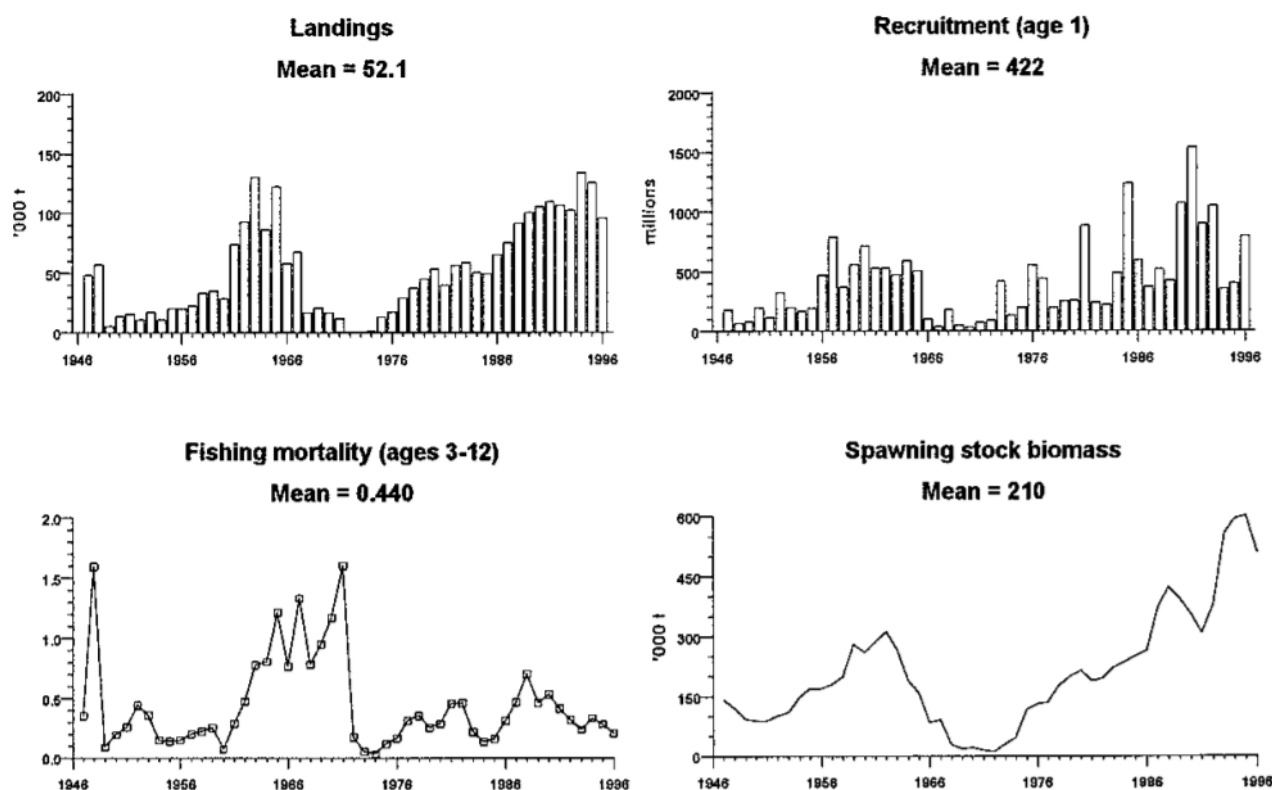 Landings
Mean = 52.1
200
150
100
50
0
'000 t
1946 1956 1966 1976 1986 1996
Recruitment (age 1)
Mean = 422
2000
1500
1000
500
0
millions
1946 1956 1966 1976 1986 1996
Fishing mortality (ages 3-12)
Mean = 0.440
2.0
1.5
1.0
0.5
0.0
1946 1956 1966 1976 1986 1996
Spawning stock biomass
Mean = 210
600
450
300
150
0
'000 t
1946 1956 1966 1976 1986 1996